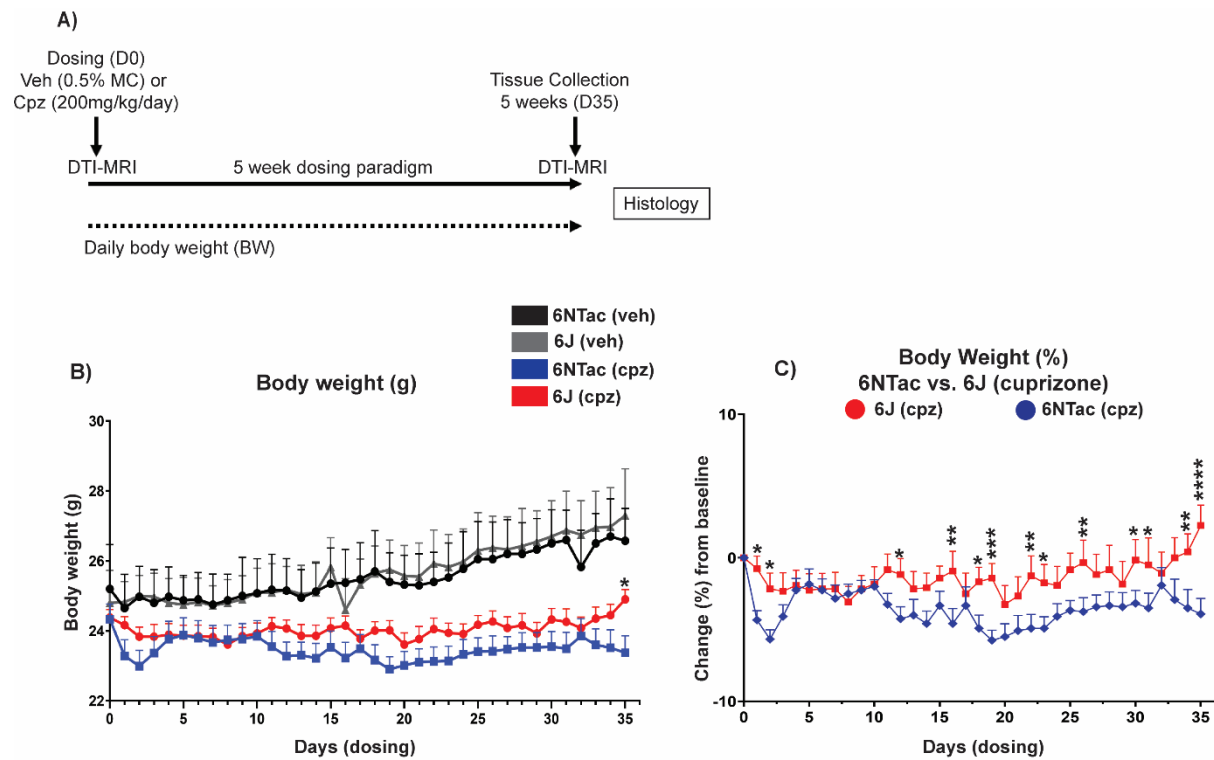 A)
Dosing (D0)
Veh (0.5% MC) or
Cpz (200mg/kg/day)
Tissue Collection
5 weeks (D35)
DTI-MRI
5 week dosing paradigm
DTI-MRI
Histology
Daily body weight (BW)
6NTac (veh)
6J (veh)
6NTac (cpz)
6J (cpz)
B)
Body weight (g)
30
28
26
24
22
Body weight (g)
*
0
5
10
15
20
25
30
35
Days (dosing)
C)
Body Weight (%)
6NTac vs. 6J (cuprizone)
6J (cpz)
6NTac (cpz)
10
0
-10
Change (%) from baseline
*
*
*
**
*
***
**
*
**
*
*
**
****
0
5
10
15
20
25
30
35
Days (dosing)